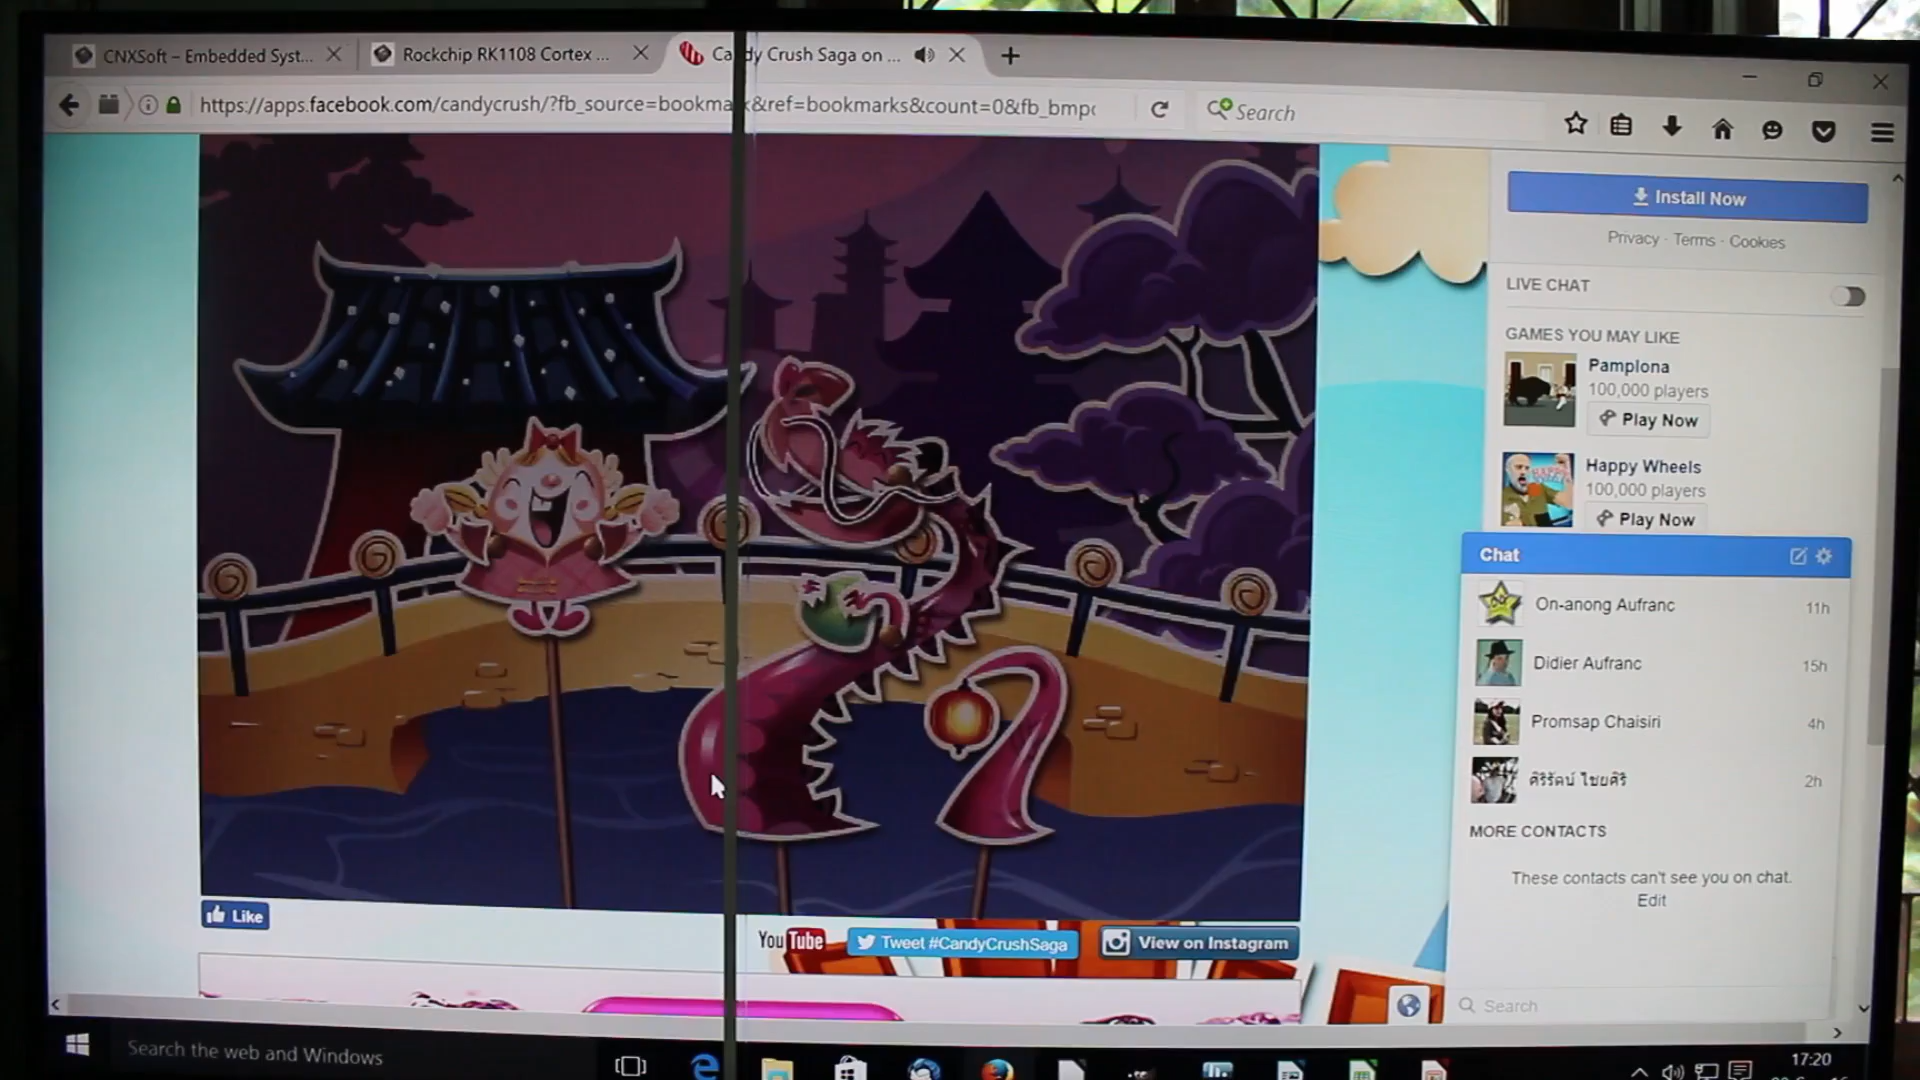 CNXSoft – Embedded Syst...
Rockchip RK1108 Cortex ...
Candy Crush Saga on ...
https://apps.facebook.com/candycrush/?fb_source=bookmark&ref=bookmarks&count=0&fb_bmpo
Search
Install Now
Privacy · Terms · Cookies
LIVE CHAT
GAMES YOU MAY LIKE
Pamplona
100,000 players
Play Now
Happy Wheels
100,000 players
Play Now
Chat
On-anong Aufranc 11h
Didier Aufranc 15h
Promsap Chaisiri 4h
ศิริรัตน์ ไชยศิริ 2h
MORE CONTACTS
These contacts can't see you on chat.
Edit
Search
Like
YouTube
Tweet #CandyCrushSaga
View on Instagram
Search the web and Windows
17:20